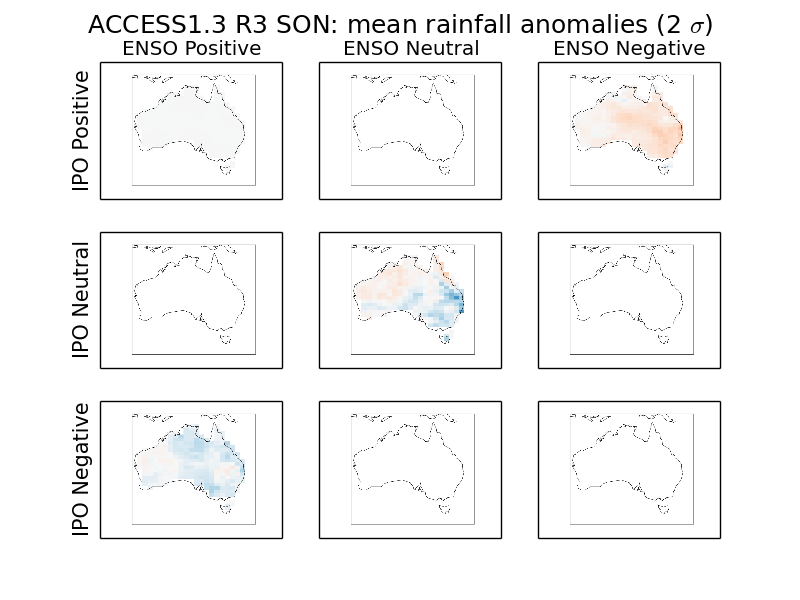 ACCESS1.3 R3 SON: mean rainfall anomalies (2 σ)
ENSO Positive
ENSO Neutral
ENSO Negative
IPO Positive
IPO Neutral
IPO Negative